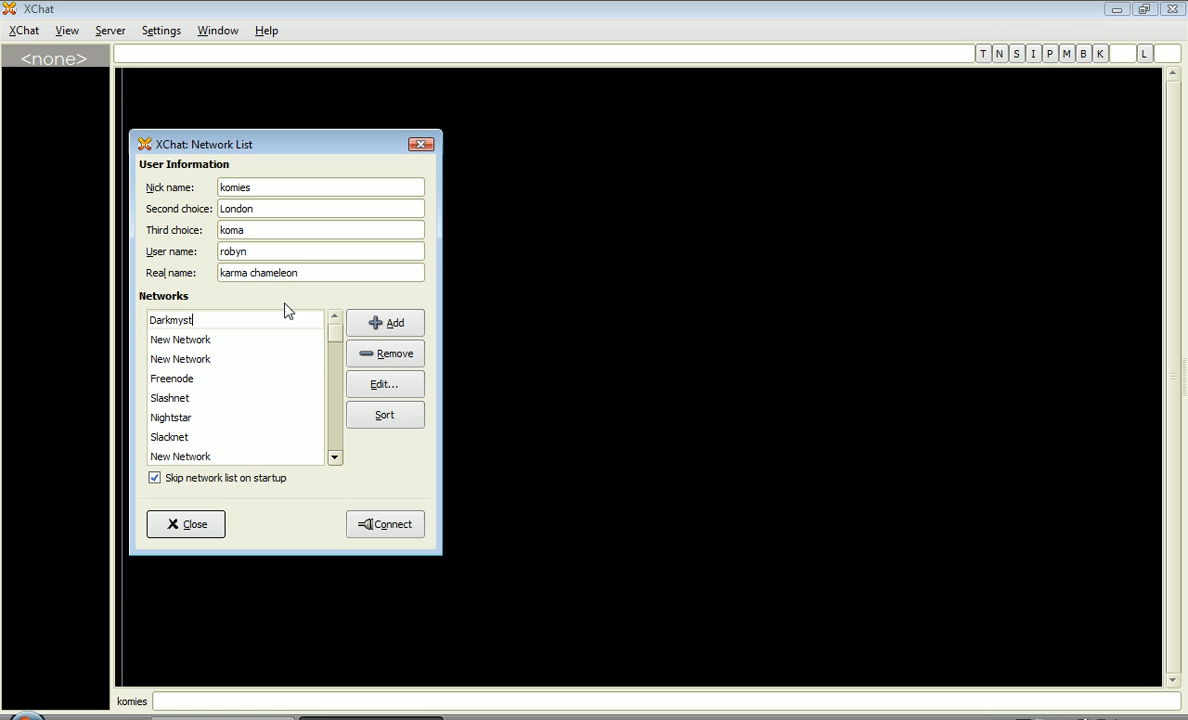 XChat
XChat View Server Settings Window Help
<none>
T N S I P M B K L
XChat: Network List
User Information
Nick name: komies
Second choice: London
Third choice: koma
User name: robyn
Real name: karma chameleon
Networks
Darkmyst
New Network
New Network
Freenode
Slashnet
Nightstar
Slacknet
New Network
Add
Remove
Edit...
Sort
Skip network list on startup
Close
Connect
komies